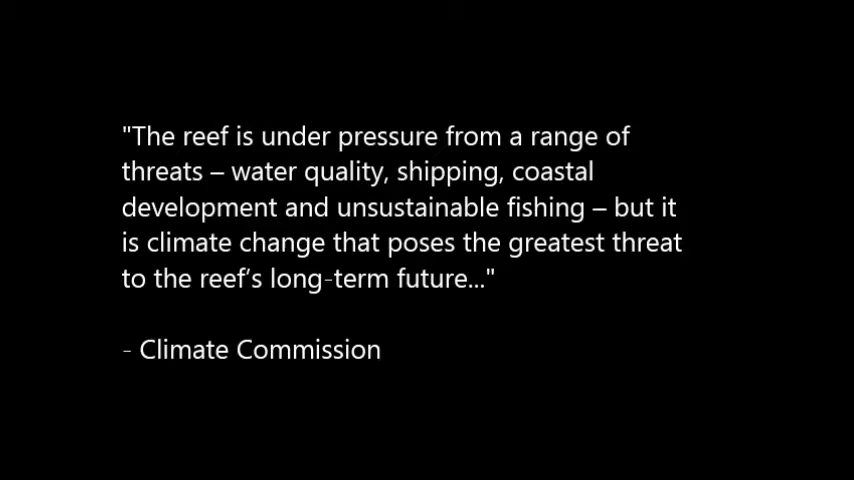 "The reef is under pressure from a range of
threats – water quality, shipping, coastal
development and unsustainable fishing – but it
is climate change that poses the greatest threat
to the reef’s long-term future..."
- Climate Commission